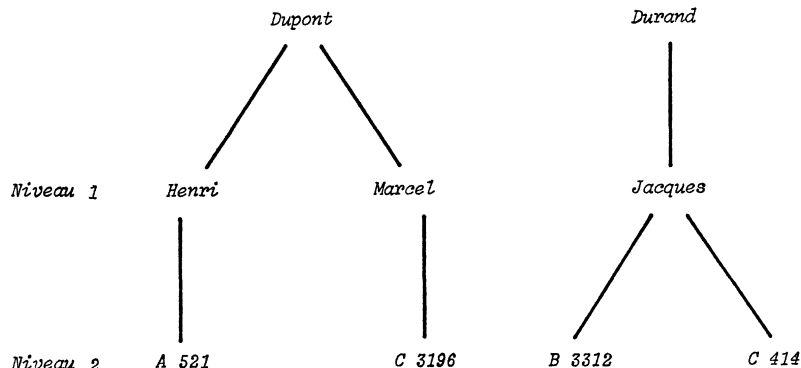 Dupont Durand
Niveau 1 Henri Marcel Jacques
Niveau 2 A 521 C 3196 B 3312 C 414